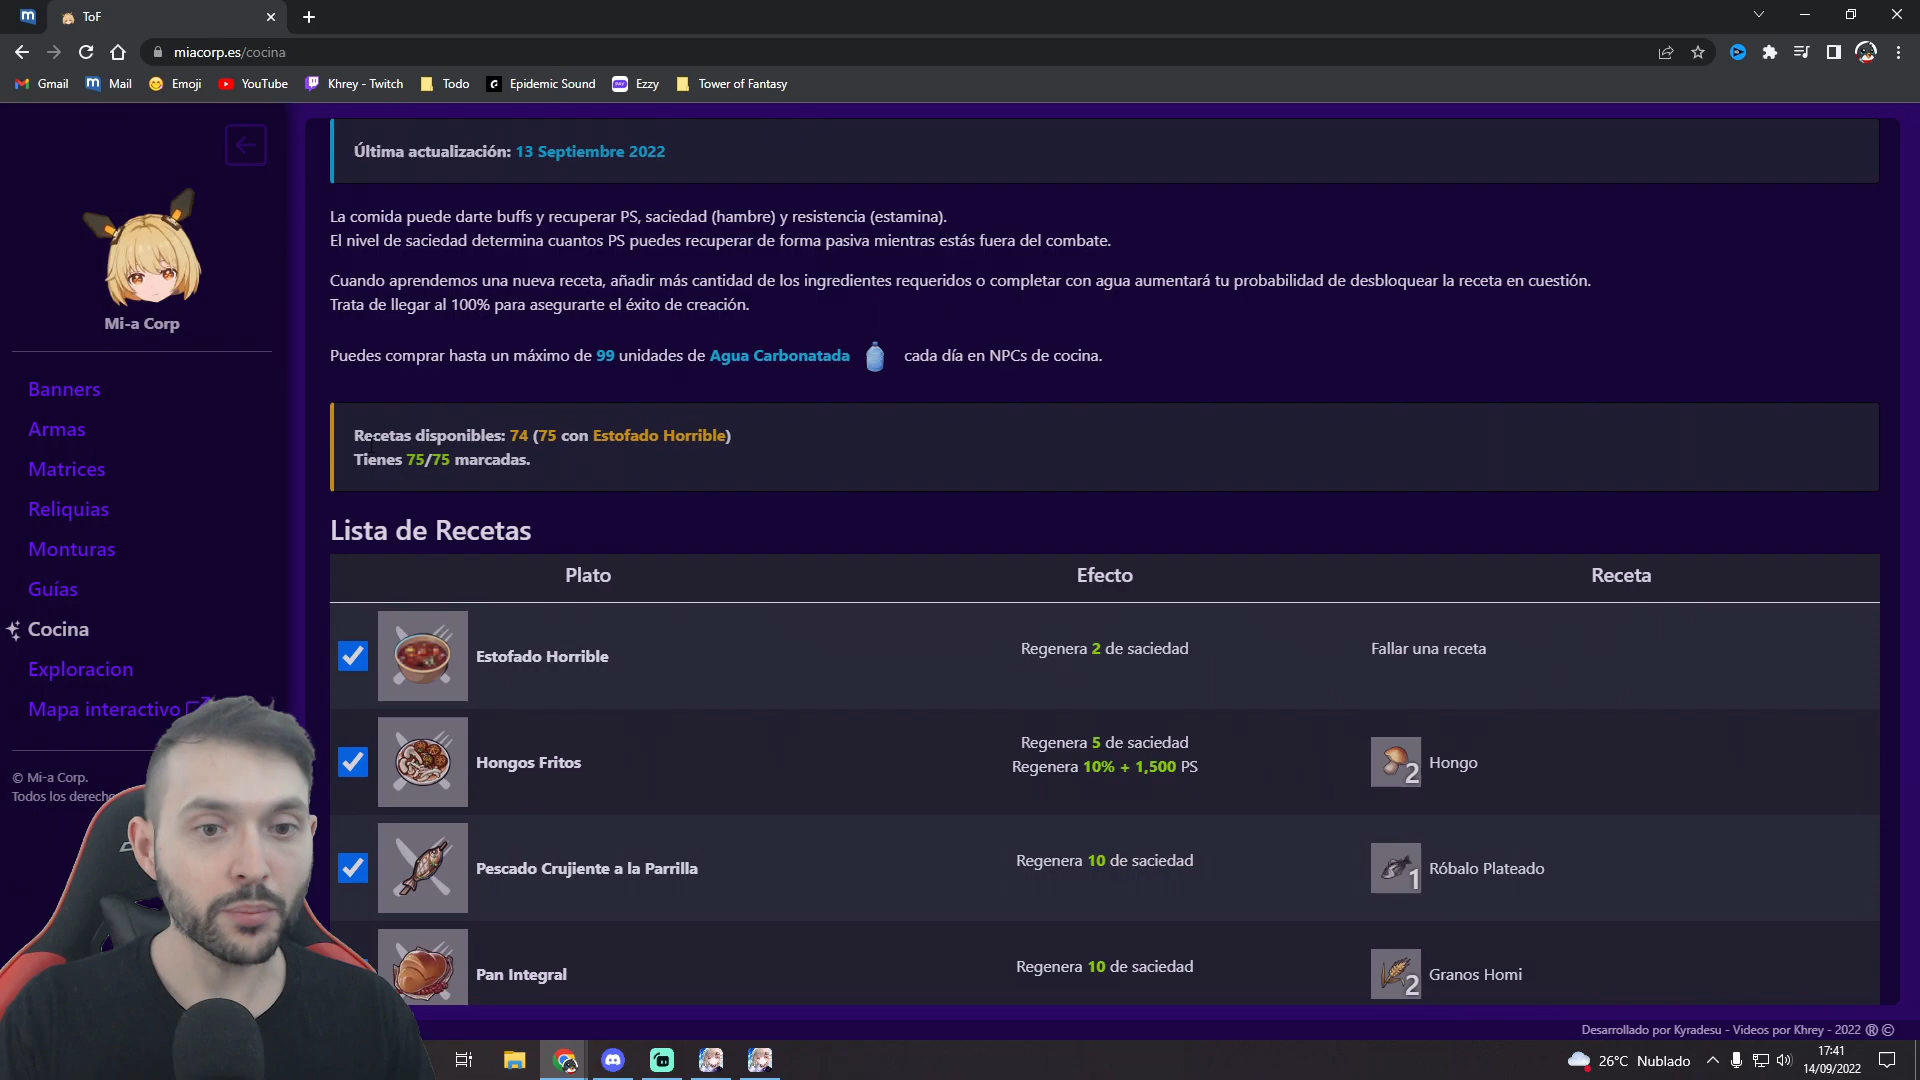 ToF
miacorp.es/cocina
Gmail
Mail
Emoji
YouTube
Khrey - Twitch
Todo
Epidemic Sound
Ezzy
Tower of Fantasy
Última actualización: 13 Septiembre 2022
La comida puede darte buffs y recuperar PS, saciedad (hambre) y resistencia (estamina).
El nivel de saciedad determina cuantos PS puedes recuperar de forma pasiva mientras estás fuera del combate.
Cuando aprendemos una nueva receta, añadir más cantidad de los ingredientes requeridos o completar con agua aumentará tu probabilidad de desbloquear la receta en cuestión.
Trata de llegar al 100% para asegurarte el éxito de creación.
Puedes comprar hasta un máximo de 99 unidades de Agua Carbonatada cada día en NPCs de cocina.
Recetas disponibles: 74 (75 con Estofado Horrible)
Tienes 75/75 marcadas.
Mi-a Corp
Banners
Armas
Matrices
Reliquias
Monturas
Guías
Cocina
Exploracion
Mapa interactivo
© Mi-a Corp.
Todos los derecho
Lista de Recetas
Plato Efecto Receta
Estofado Horrible
Regenera 2 de saciedad
Fallar una receta
Hongos Fritos
Regenera 5 de saciedad
Regenera 10% + 1,500 PS
2 Hongo
Pescado Crujiente a la Parrilla
Regenera 10 de saciedad
1 Róbalo Plateado
Pan Integral
Regenera 10 de saciedad
2 Granos Homi
Desarrollado por Kyradesu - Videos por Khrey - 2022 ® ©
26°C Nublado
17:41
14/09/2022